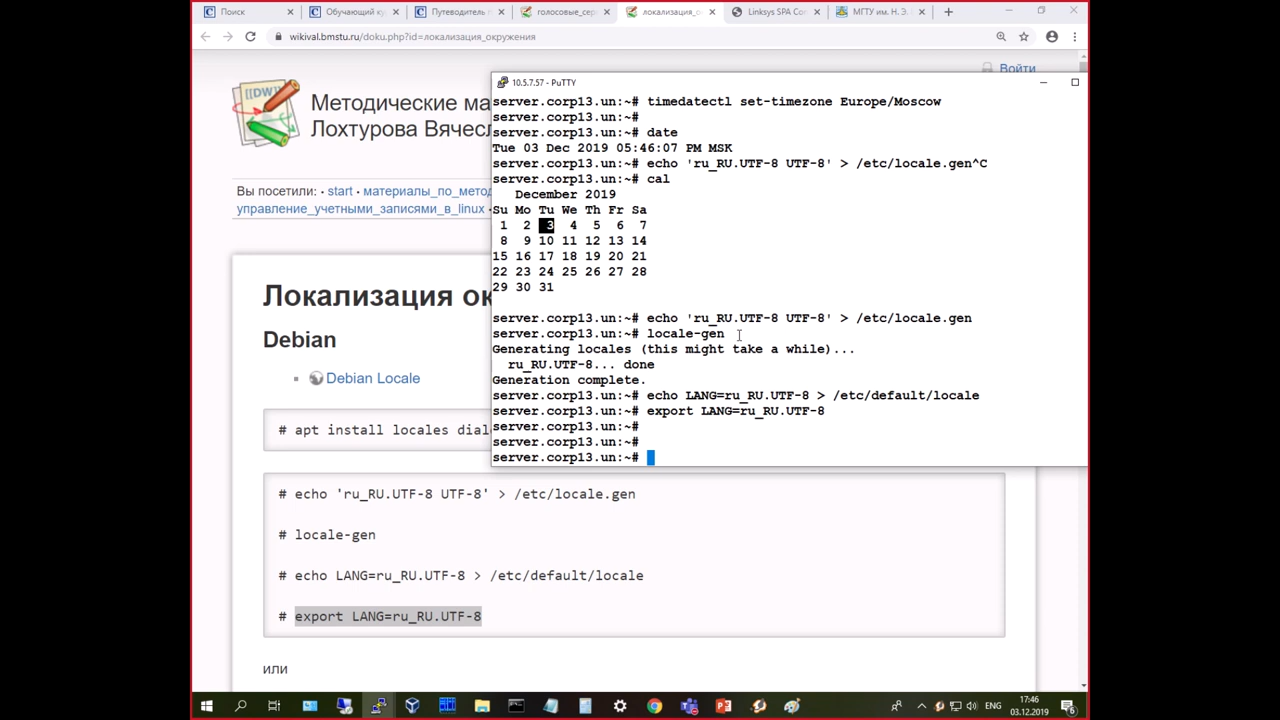 Поиск
Обучающий ку
Путеводитель
голосовые_сер
локализация_о
Linksys SPA Co
МГТУ им. Н. Э.
wikival.bmstu.ru/doku.php?id=локализация_окружения
Войти
[DW]
Методические ма
Лохтурова Вячесл
Вы посетили: · start · материалы_по_метод
управление_учетными_записями_в_linux ·
Локализация ок
Debian
Debian Locale
# apt install locales dial
# echo 'ru_RU.UTF-8 UTF-8' > /etc/locale.gen
# locale-gen
# echo LANG=ru_RU.UTF-8 > /etc/default/locale
# export LANG=ru_RU.UTF-8
или
10.5.7.57 - PuTTY
server.corp13.un:~# timedatectl set-timezone Europe/Moscow
server.corp13.un:~#
server.corp13.un:~# date
Tue 03 Dec 2019 05:46:07 PM MSK
server.corp13.un:~# echo 'ru_RU.UTF-8 UTF-8' > /etc/locale.gen^C
server.corp13.un:~# cal
December 2019
Su Mo Tu We Th Fr Sa
1 2 3 4 5 6 7
8 9 10 11 12 13 14
15 16 17 18 19 20 21
22 23 24 25 26 27 28
29 30 31
server.corp13.un:~# echo 'ru_RU.UTF-8 UTF-8' > /etc/locale.gen
server.corp13.un:~# locale-gen
Generating locales (this might take a while)...
ru_RU.UTF-8... done
Generation complete.
server.corp13.un:~# echo LANG=ru_RU.UTF-8 > /etc/default/locale
server.corp13.un:~# export LANG=ru_RU.UTF-8
server.corp13.un:~#
server.corp13.un:~#
server.corp13.un:~#
ENG
17:46
03.12.2019